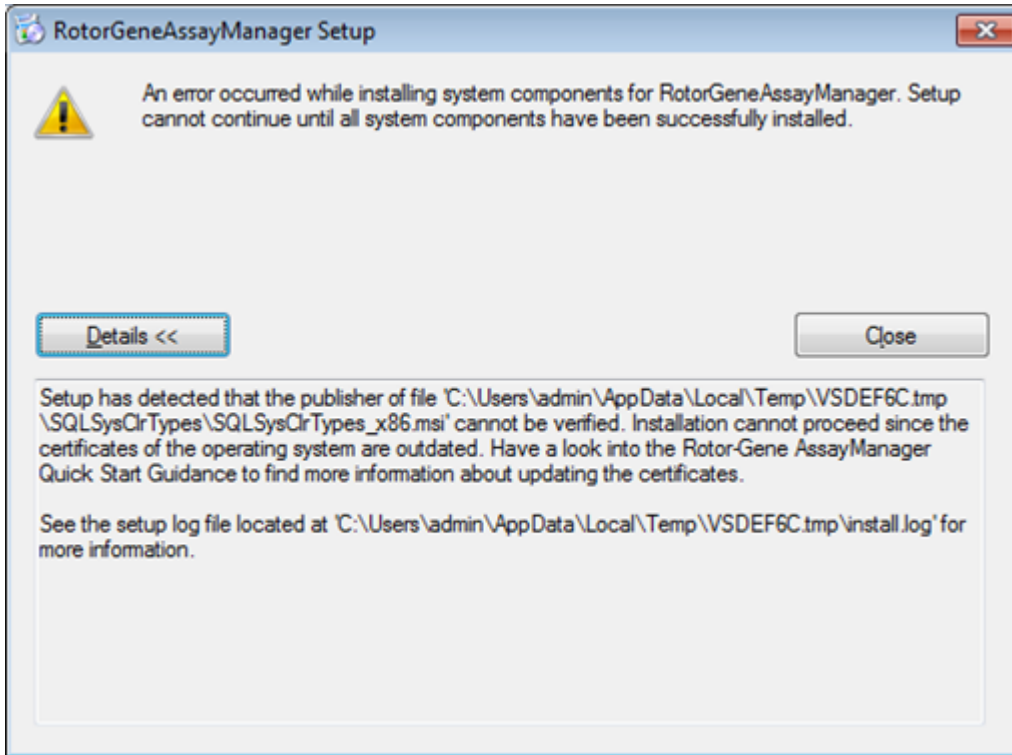 RotorGeneAssayManager Setup
An error occurred while installing system components for RotorGeneAssayManager. Setup
cannot continue until all system components have been successfully installed.
Details <<
Close
Setup has detected that the publisher of file 'C:\Users\admin\AppData\Local\Temp\VSDEF6C.tmp
\SQLSysClrTypes\SQLSysClrTypes_x86.msi' cannot be verified. Installation cannot proceed since the
certificates of the operating system are outdated. Have a look into the Rotor-Gene AssayManager
Quick Start Guidance to find more information about updating the certificates.
See the setup log file located at 'C:\Users\admin\AppData\Local\Temp\VSDEF6C.tmp\install.log' for
more information.